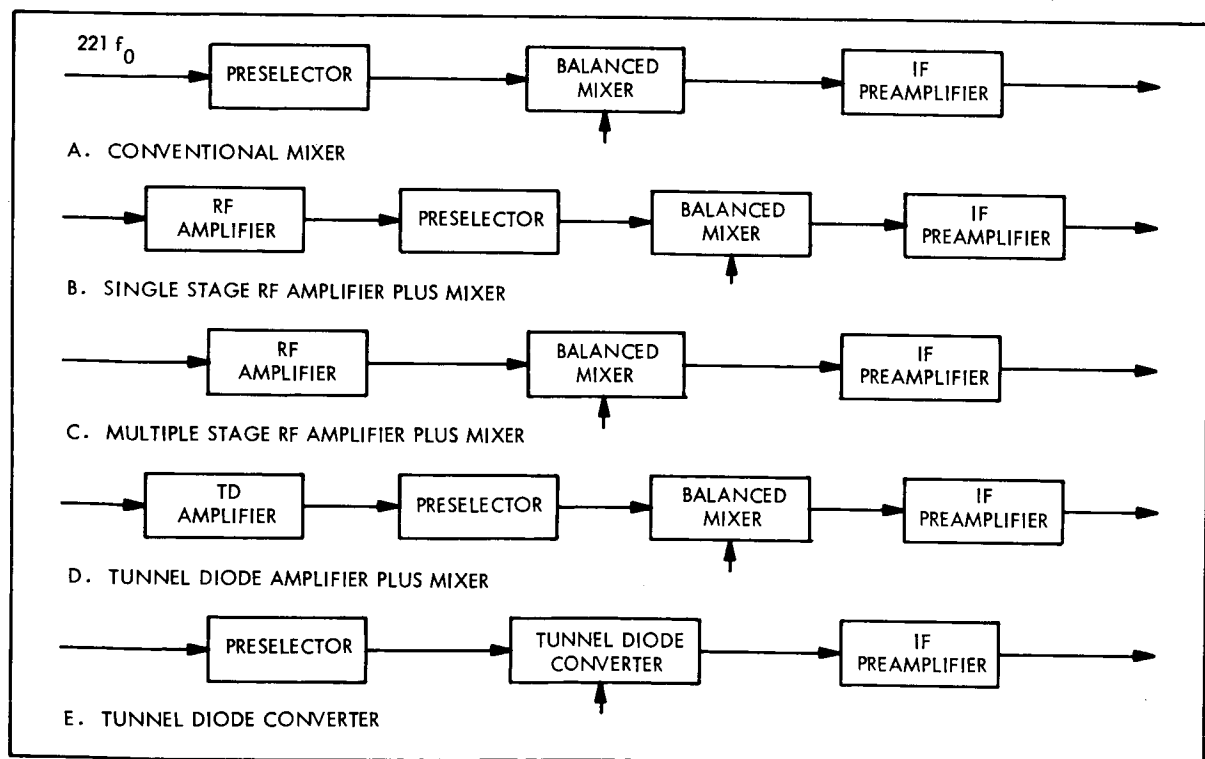 221 f0
PRESELECTOR
BALANCED
MIXER
IF
PREAMPLIFIER
A. CONVENTIONAL MIXER
RF
AMPLIFIER
PRESELECTOR
BALANCED
MIXER
IF
PREAMPLIFIER
B. SINGLE STAGE RF AMPLIFIER PLUS MIXER
RF
AMPLIFIER
BALANCED
MIXER
IF
PREAMPLIFIER
C. MULTIPLE STAGE RF AMPLIFIER PLUS MIXER
TD
AMPLIFIER
PRESELECTOR
BALANCED
MIXER
IF
PREAMPLIFIER
D. TUNNEL DIODE AMPLIFIER PLUS MIXER
PRESELECTOR
TUNNEL DIODE
CONVERTER
IF
PREAMPLIFIER
E. TUNNEL DIODE CONVERTER